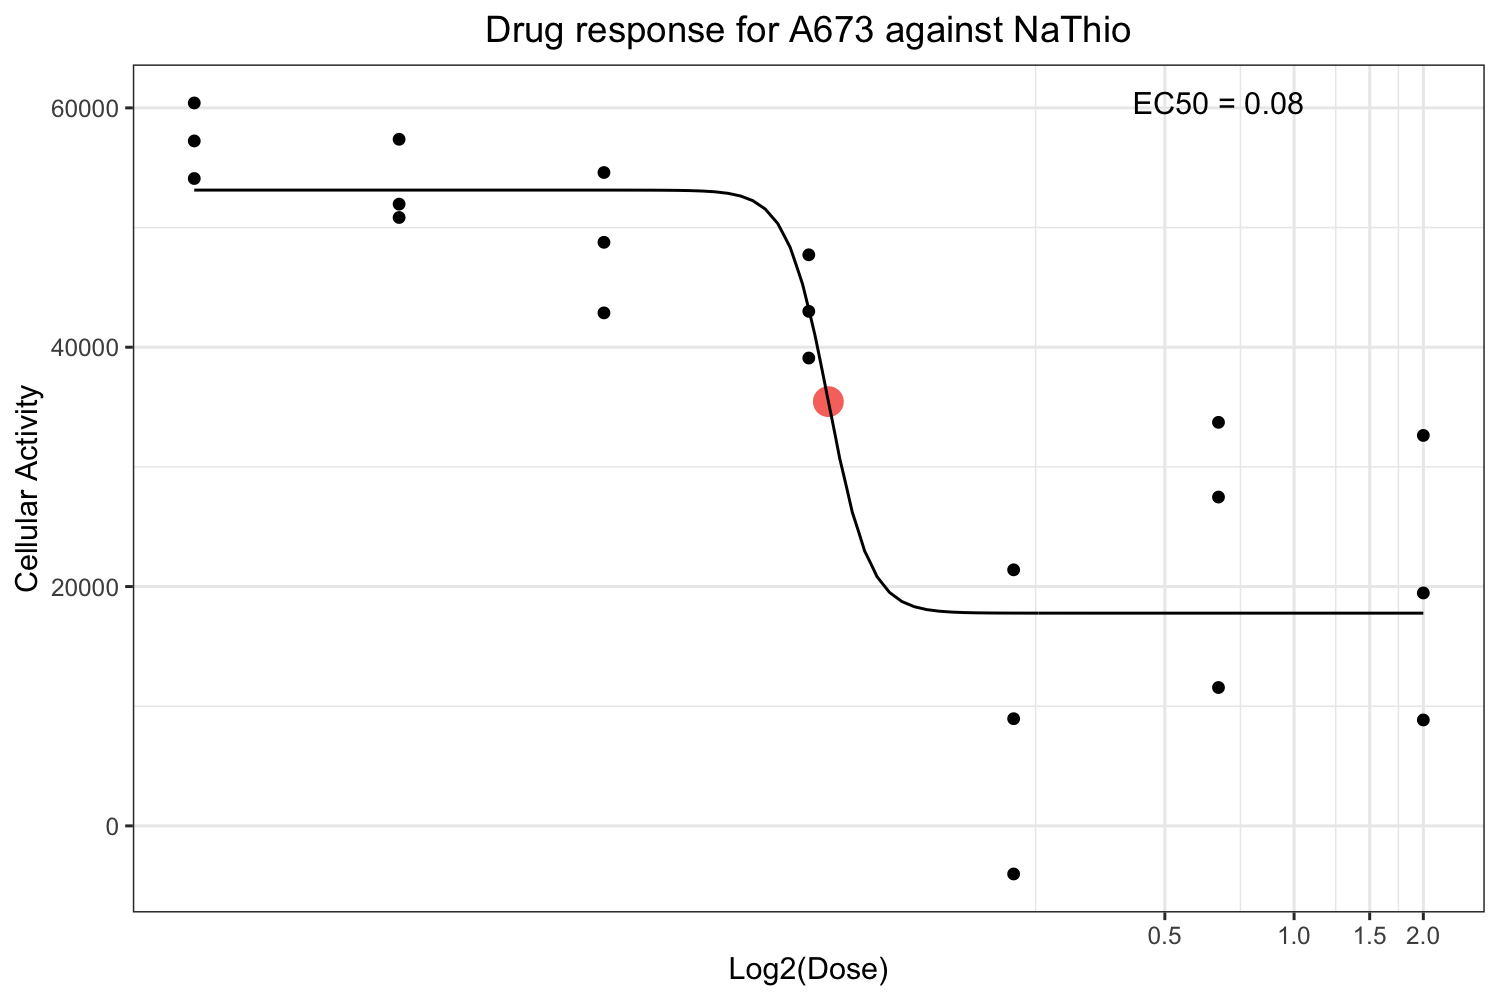 Drug response for A673 against NaThio
EC50 = 0.08
60000
40000
20000
0
Cellular Activity
0.5 1.0 1.5 2.0
Log2(Dose)